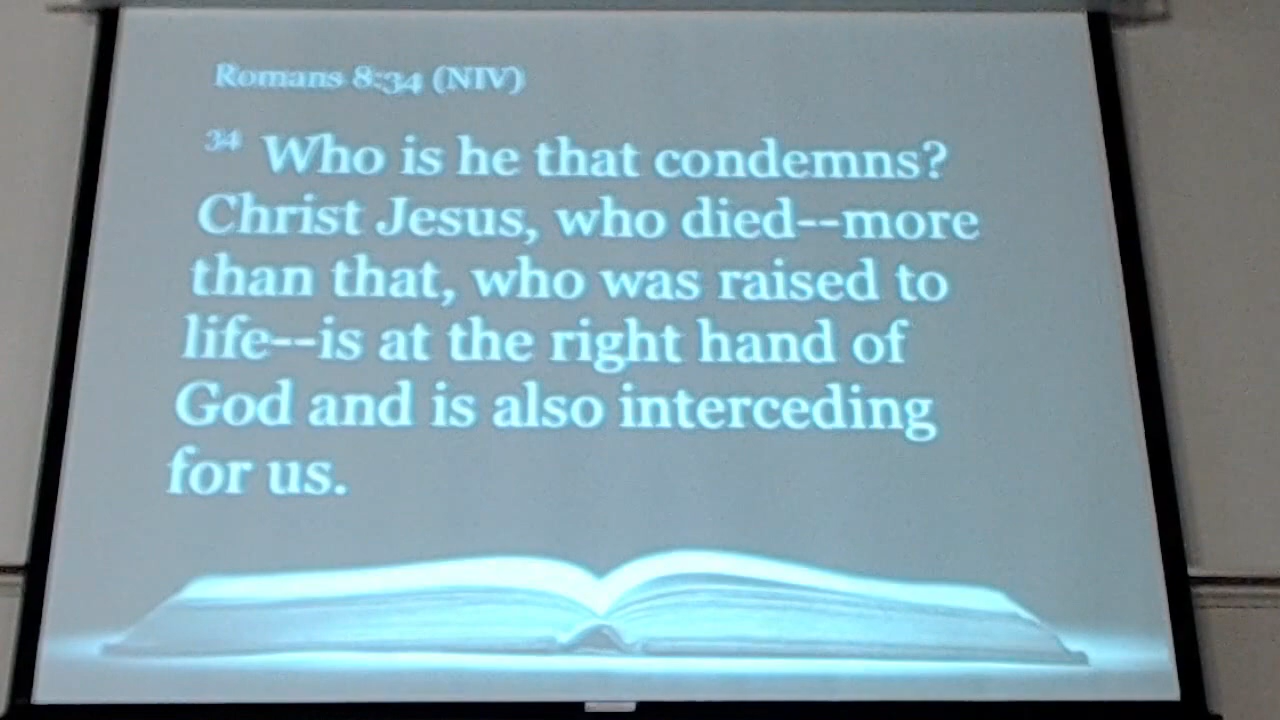 Romans 8:34 (NIV)
34 Who is he that condemns?
Christ Jesus, who died--more
than that, who was raised to
life--is at the right hand of
God and is also interceding
for us.